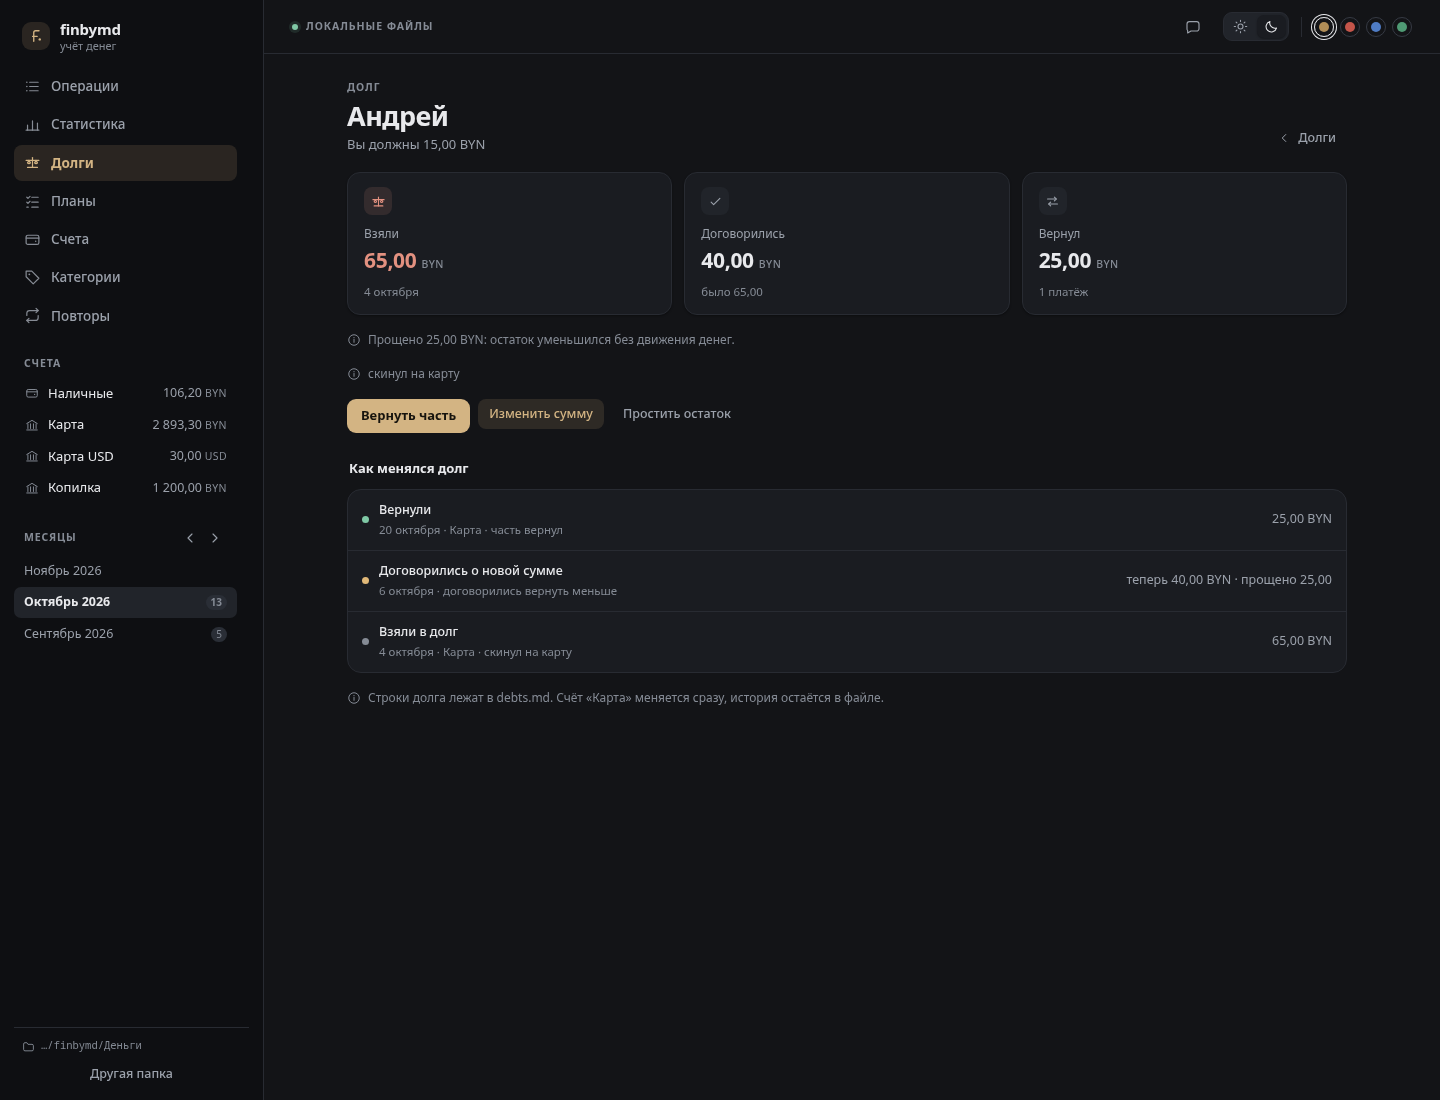 finbymd
учёт денег
Операции
Статистика
Долги
Планы
Счета
Категории
Повторы
СЧЕТА
Наличные 106,20 BYN
Карта 2 893,30 BYN
Карта USD 30,00 USD
Копилка 1 200,00 BYN
МЕСЯЦЫ
Ноябрь 2026
Октябрь 2026 13
Сентябрь 2026 5
…/finbymd/Деньги
Другая папка
ЛОКАЛЬНЫЕ ФАЙЛЫ
ДОЛГ
Андрей
Вы должны 15,00 BYN
Долги
Взяли
65,00 BYN
4 октября
Договорились
40,00 BYN
было 65,00
Вернул
25,00 BYN
1 платёж
Прощено 25,00 BYN: остаток уменьшился без движения денег.
скинул на карту
Вернуть часть Изменить сумму Простить остаток
Как менялся долг
Вернули
20 октября · Карта · часть вернул
25,00 BYN
Договорились о новой сумме
6 октября · договорились вернуть меньше
теперь 40,00 BYN · прощено 25,00
Взяли в долг
4 октября · Карта · скинул на карту
65,00 BYN
Строки долга лежат в debts.md. Счёт «Карта» меняется сразу, история остаётся в файле.